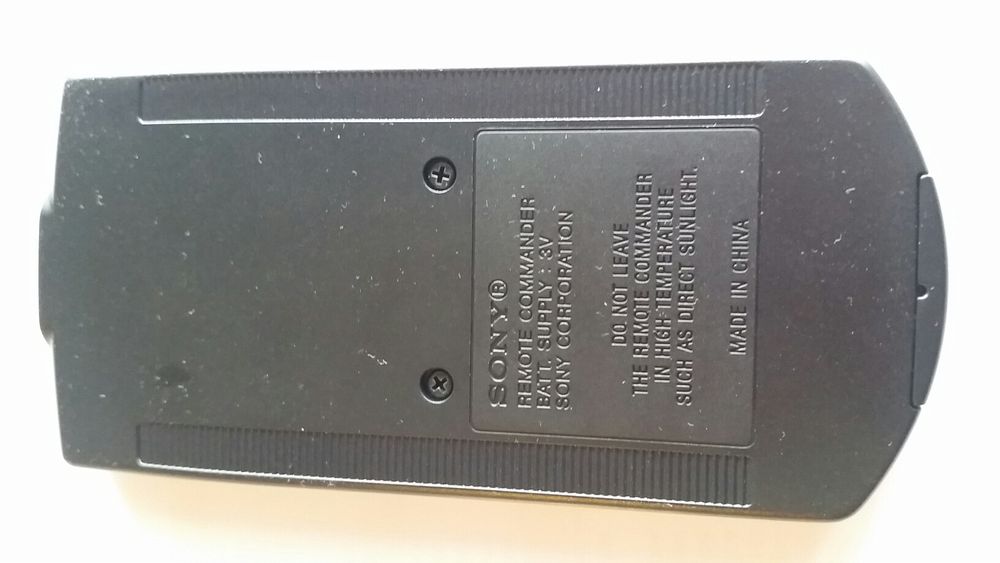 SONY®
REMOTE COMMANDER
BATT. SUPPLY : 3V
SONY CORPORATION
DO NOT LEAVE
THE REMOTE COMMANDER
IN HIGH TEMPERATURE
SUCH AS DIRECT SUNLIGHT.
MADE IN CHINA